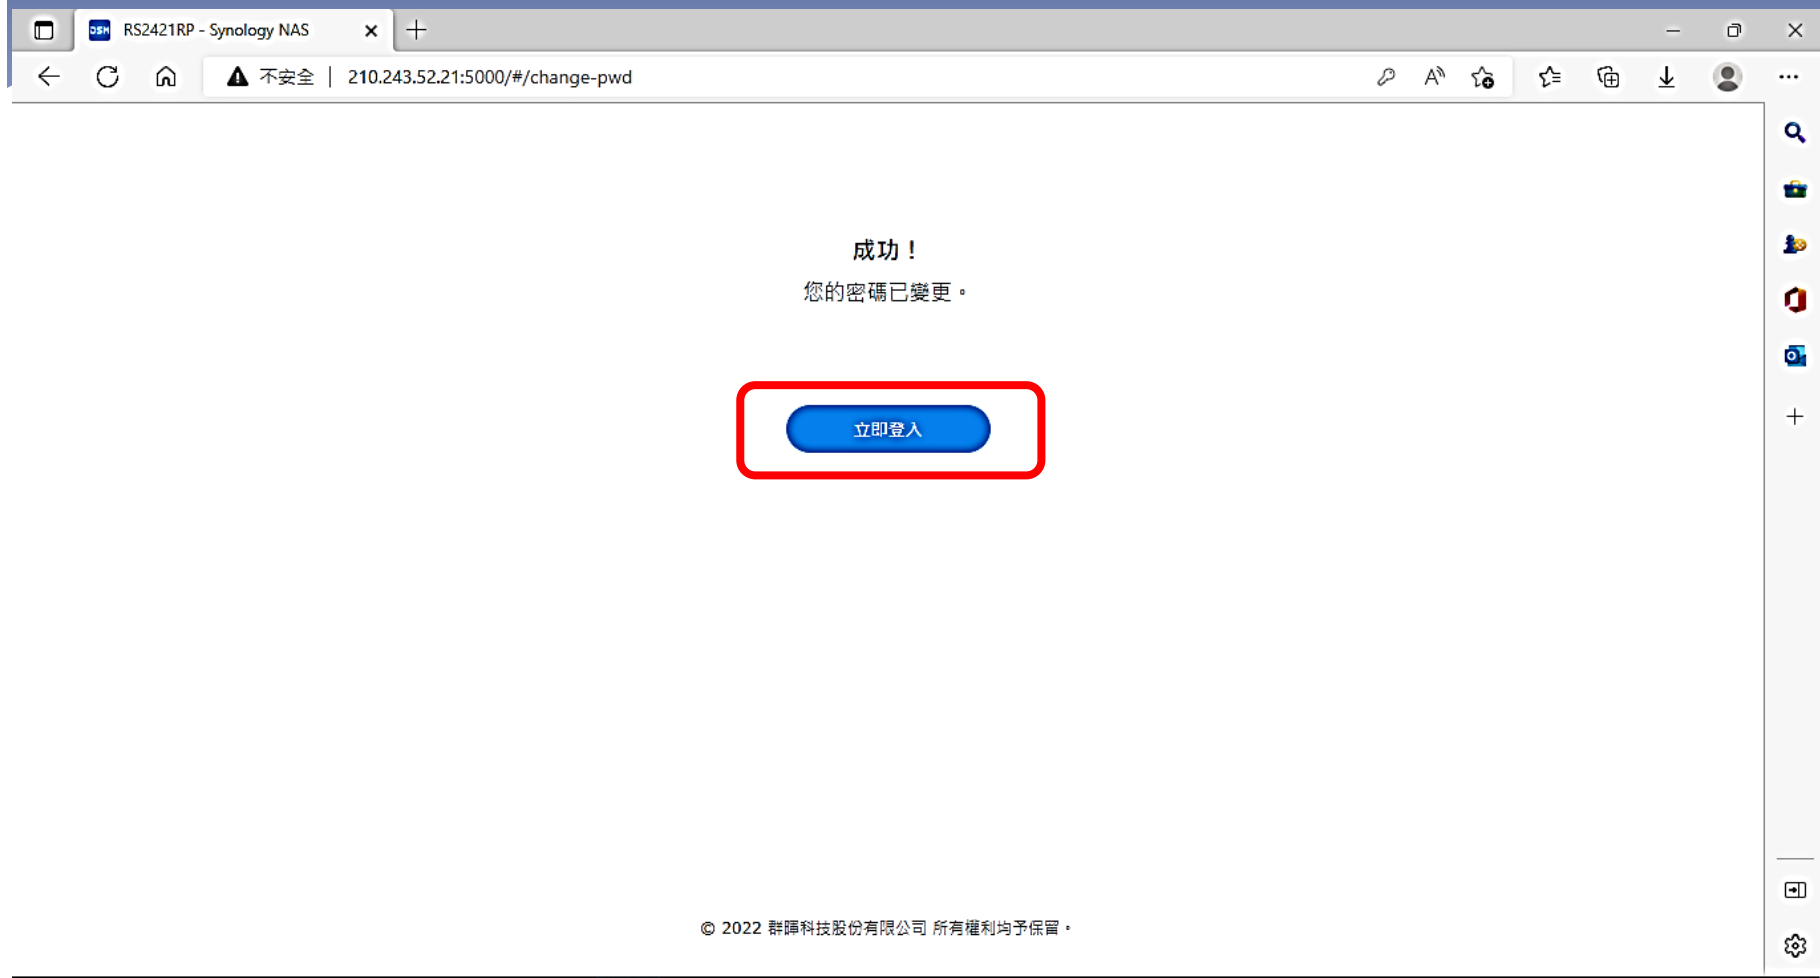 DSM RS2421RP - Synology NAS
不安全 | 210.243.52.21:5000/#/change-pwd
成功！
您的密碼已變更。
立即登入
© 2022 群暉科技股份有限公司 所有權利均予保留。